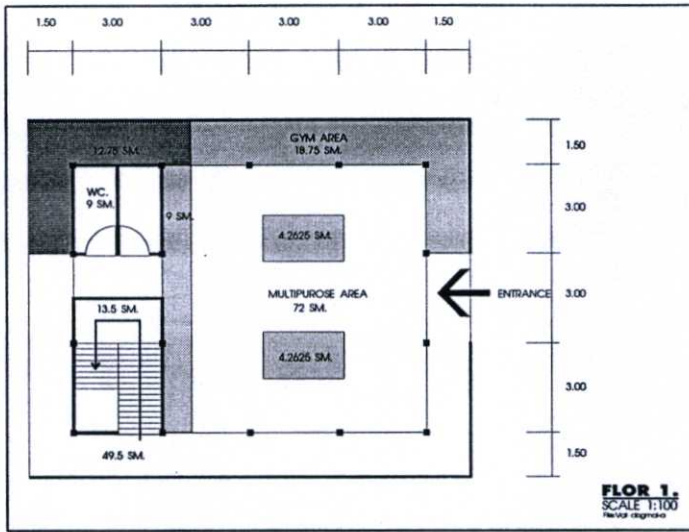 1.50 3.00 3.00 3.00 3.00 1.50
GYM AREA
12.75 SM. 18.75 SM.
1.50
WC.
9 SM.
3.00
9 SM.
4.2625 SM.
MULTIPUROSE AREA
72 SM.
ENTRANCE
3.00
13.5 SM.
4.2625 SM.
3.00
49.5 SM.
1.50
FLOR 1.
SCALE 1:100